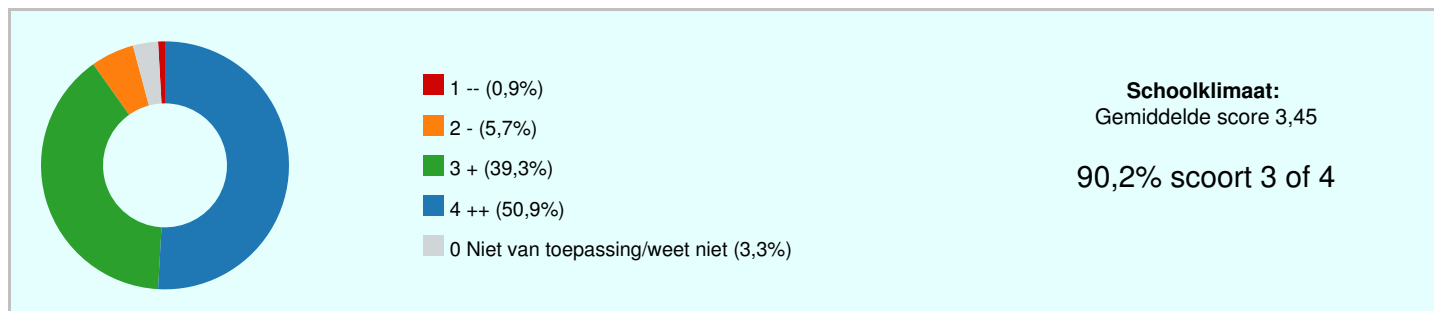 1 -- (0,9%)
2 - (5,7%)
3 + (39,3%)
4 ++ (50,9%)
0 Niet van toepassing/weet niet (3,3%)
Schoolklimaat:
Gemiddelde score 3,45
90,2% scoort 3 of 4